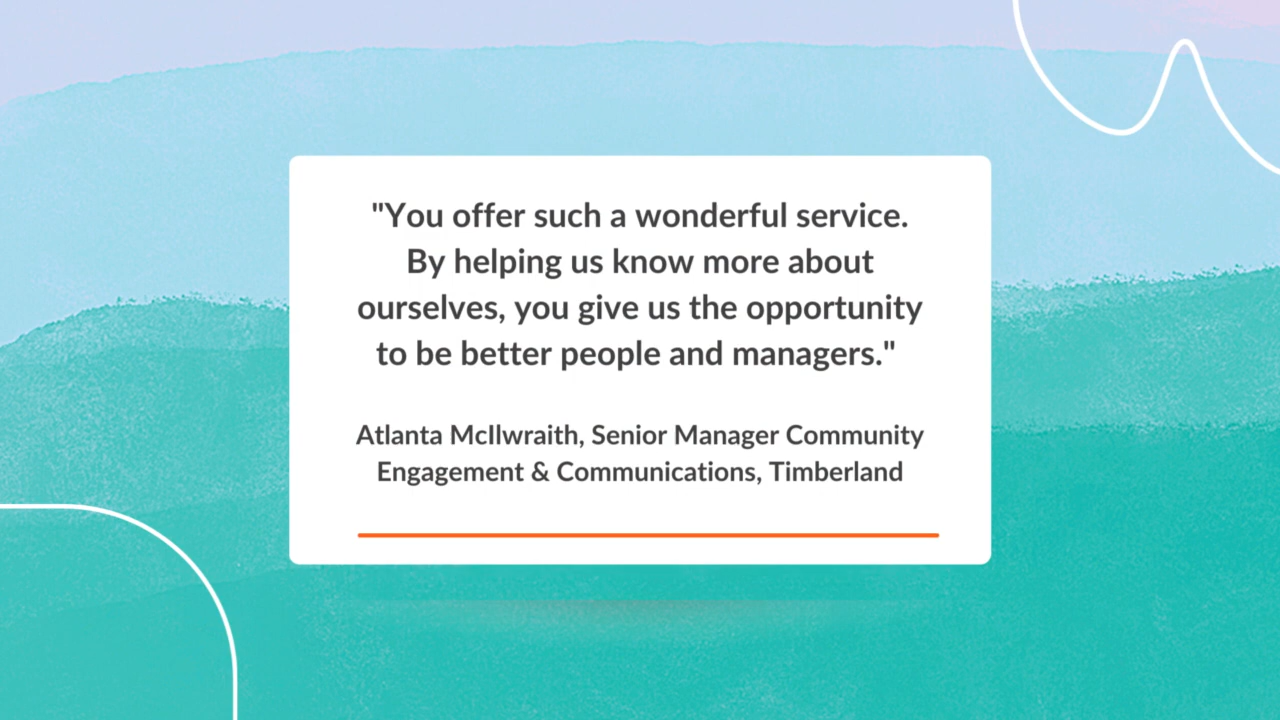 "You offer such a wonderful service.
By helping us know more about
ourselves, you give us the opportunity
to be better people and managers."
Atlanta McIlwraith, Senior Manager Community
Engagement & Communications, Timberland